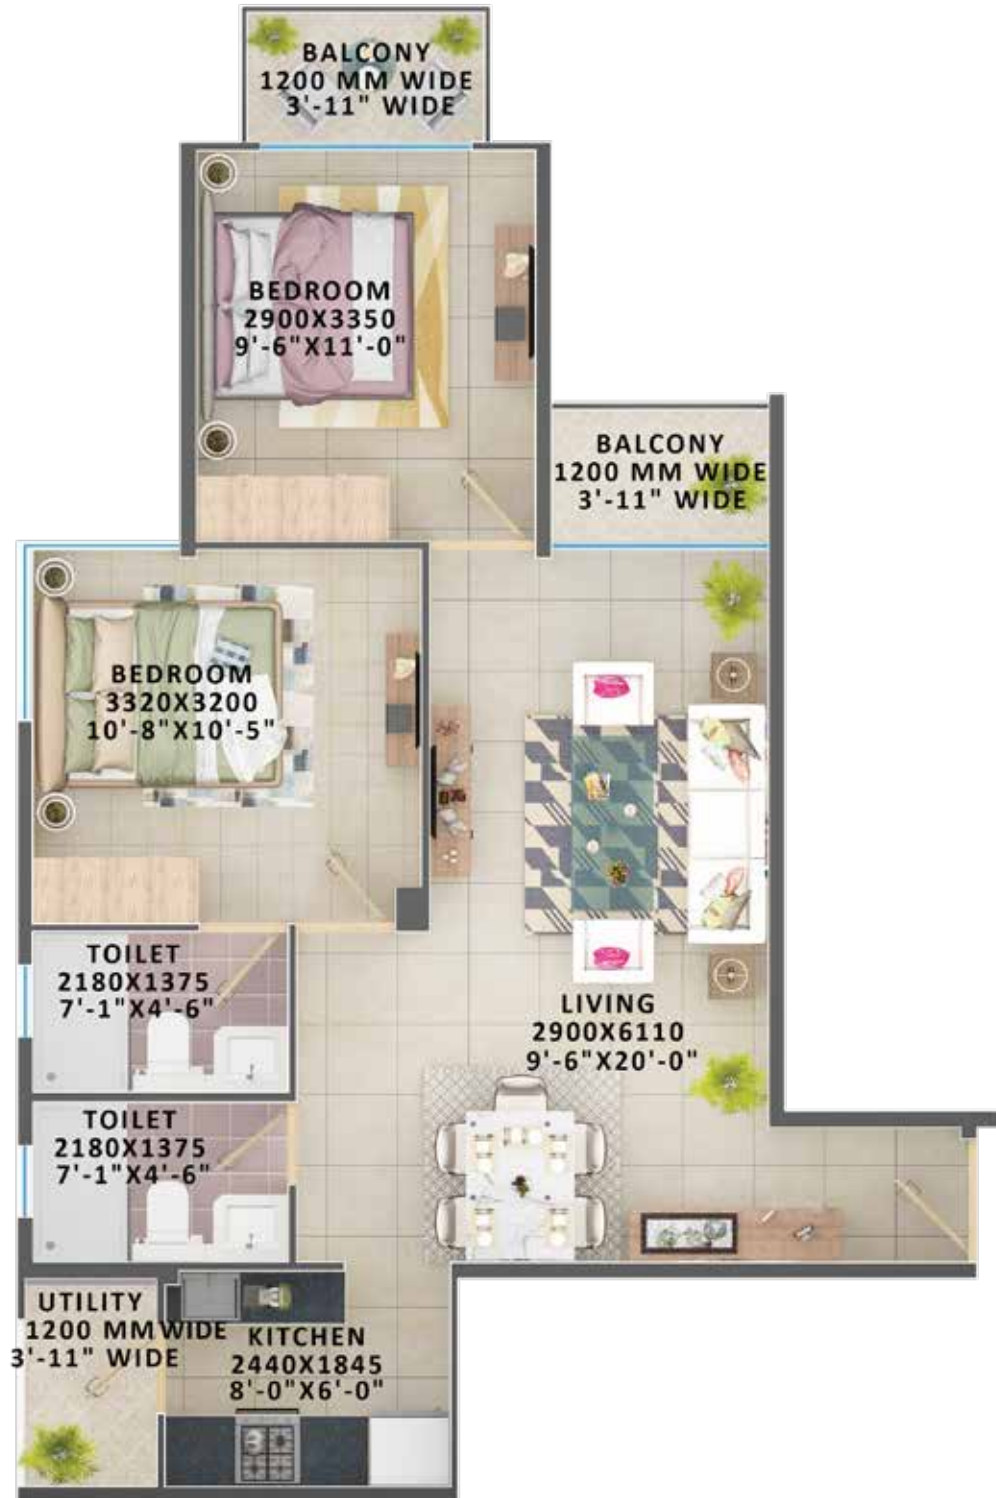 BALCONY
1200 MM WIDE
3'-11" WIDE
BEDROOM
2900X3350
9'-6"X11'-0"
BALCONY
1200 MM WIDE
3'-11" WIDE
BEDROOM
3320X3200
10'-8"X10'-5"
TOILET
2180X1375
7'-1"X4'-6"
LIVING
2900X6110
9'-6"X20'-0"
TOILET
2180X1375
7'-1"X4'-6"
UTILITY
1200 MM WIDE
3'-11" WIDE
KITCHEN
2440X1845
8'-0"X6'-0"